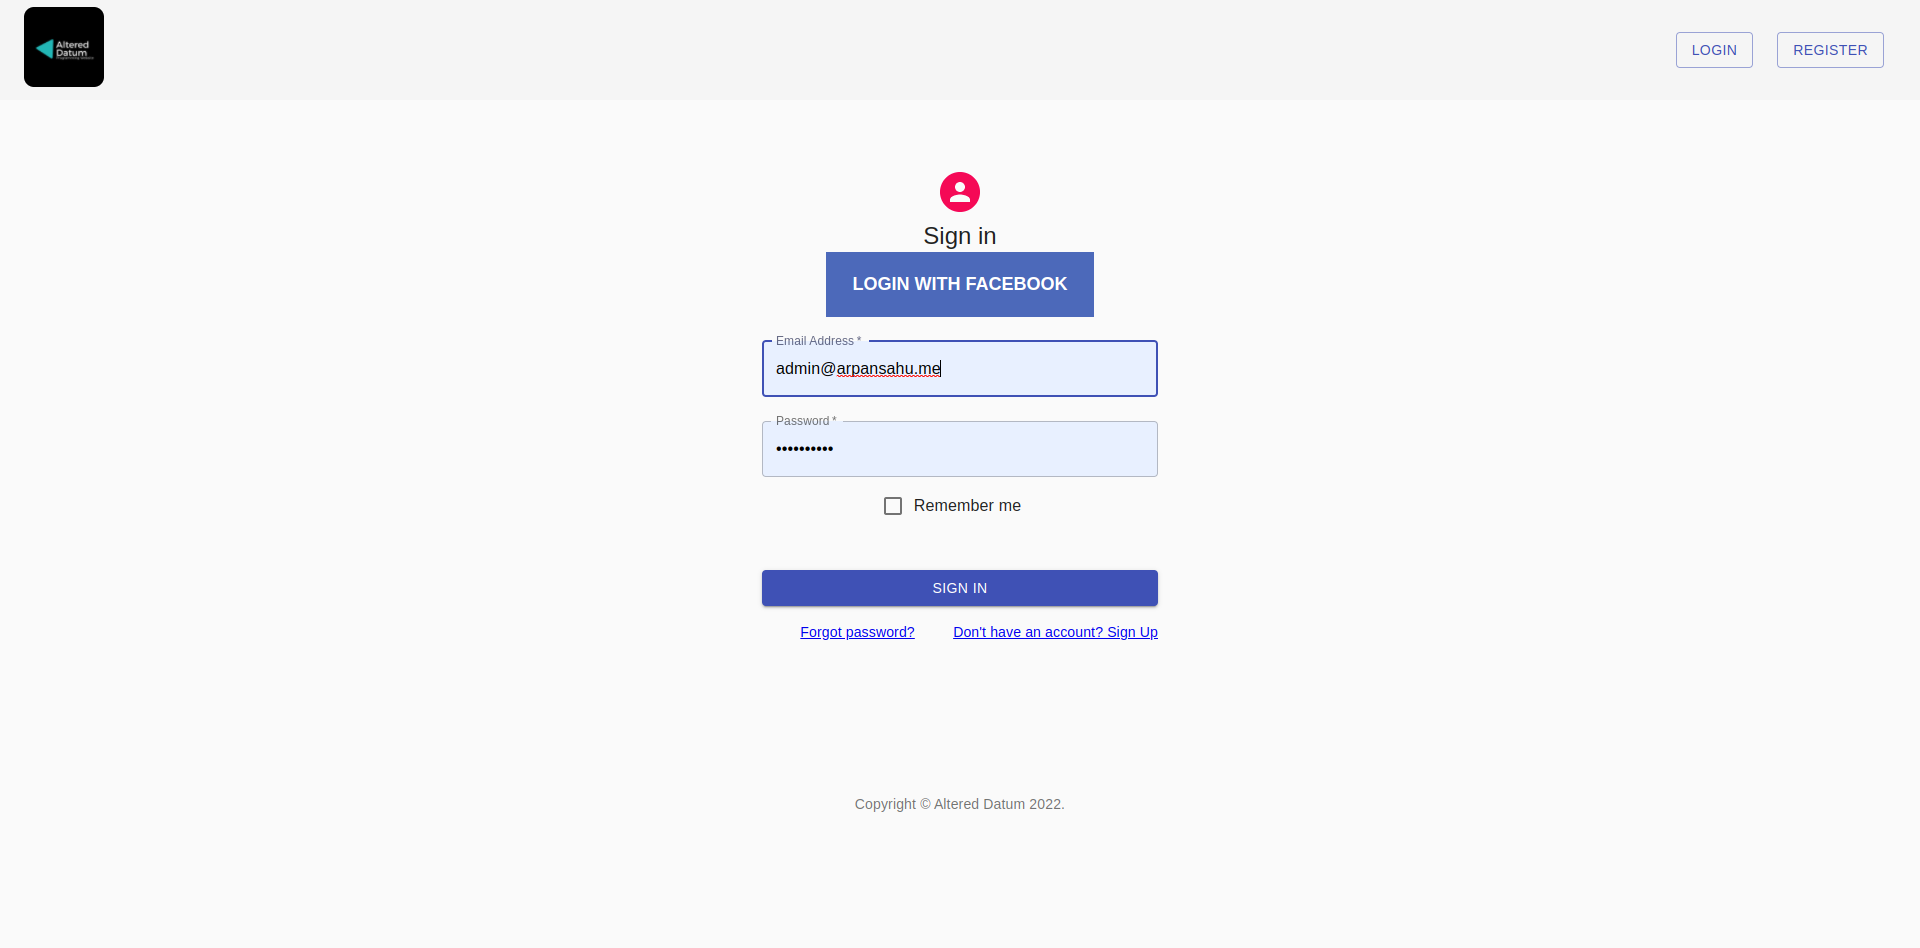 Altered
Datum
LOGIN
REGISTER
Sign in
LOGIN WITH FACEBOOK
Email Address *
admin@arpansahu.me
Password *
••••••••••
Remember me
SIGN IN
Forgot password?
Don't have an account? Sign Up
Copyright © Altered Datum 2022.